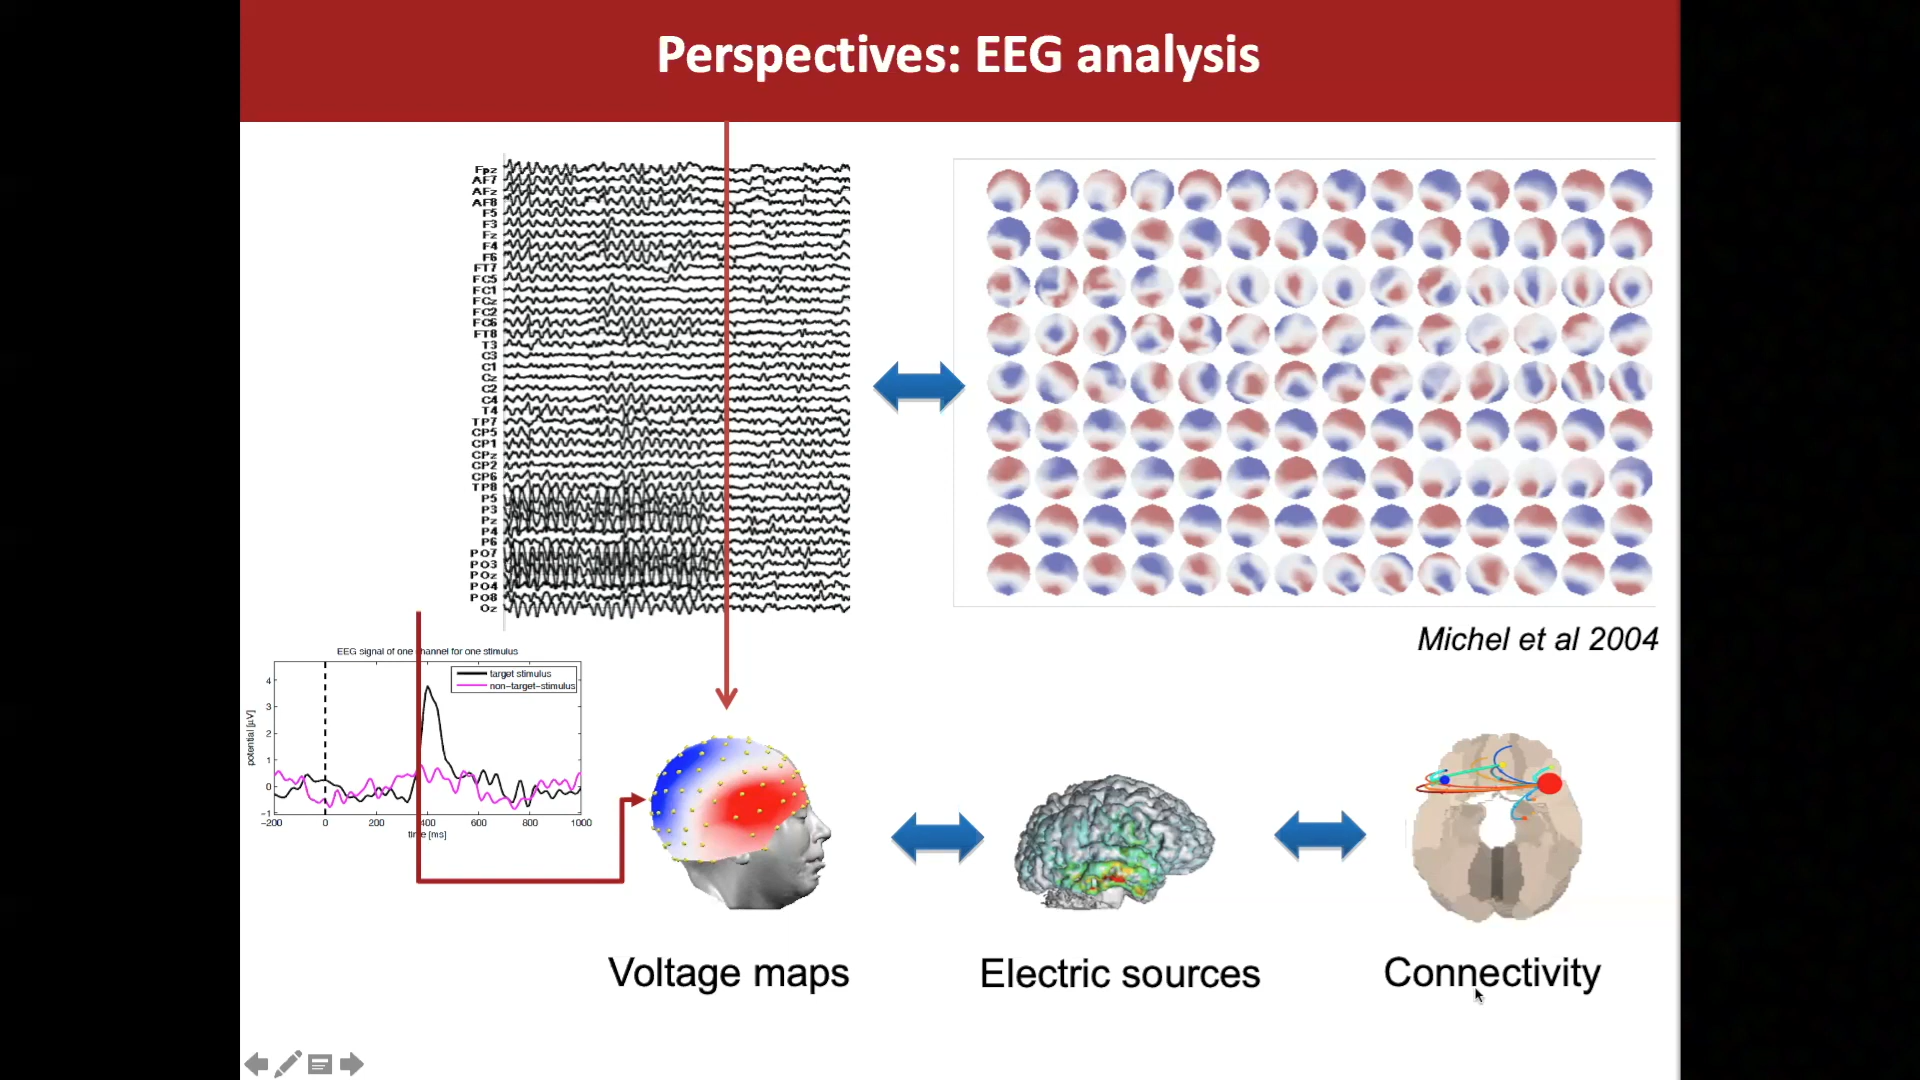 Perspectives: EEG analysis
Fpz
AF7
AFz
AF8
F5
F3
Fz
F4
F6
FT7
FC5
FC1
FCz
FC2
FC6
FT8
T3
C3
C1
Cz
C2
C4
T4
TP7
CP5
CP1
CPz
CP2
CP6
TP8
P5
P3
Pz
P4
P6
PO7
PO3
POz
PO4
PO8
Oz
Michel et al 2004
EEG signal of one channel for one stimulus
target stimulus
non-target-stimulus
potential [µV]
4
3
2
1
0
-1
-200 0 200 400 600 800 1000
time [ms]
Voltage maps
Electric sources
Connectivity